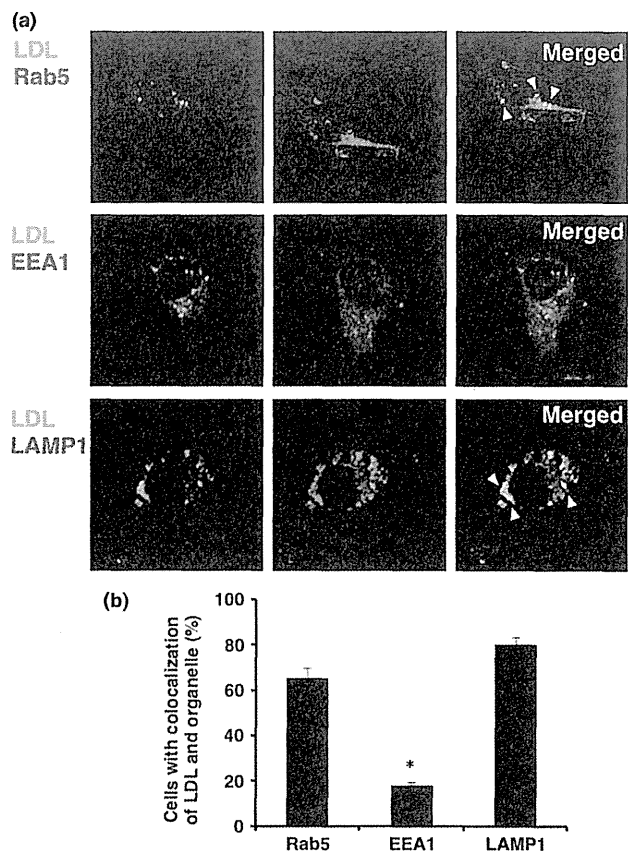 (a)
LDL
Rab5
Merged
LDL
EEA1
Merged
LDL
LAMP1
Merged
(b)
Cells with colocalization
of LDL and organelle (%)
100
80
60
40
20
0
*
Rab5 EEA1 LAMP1